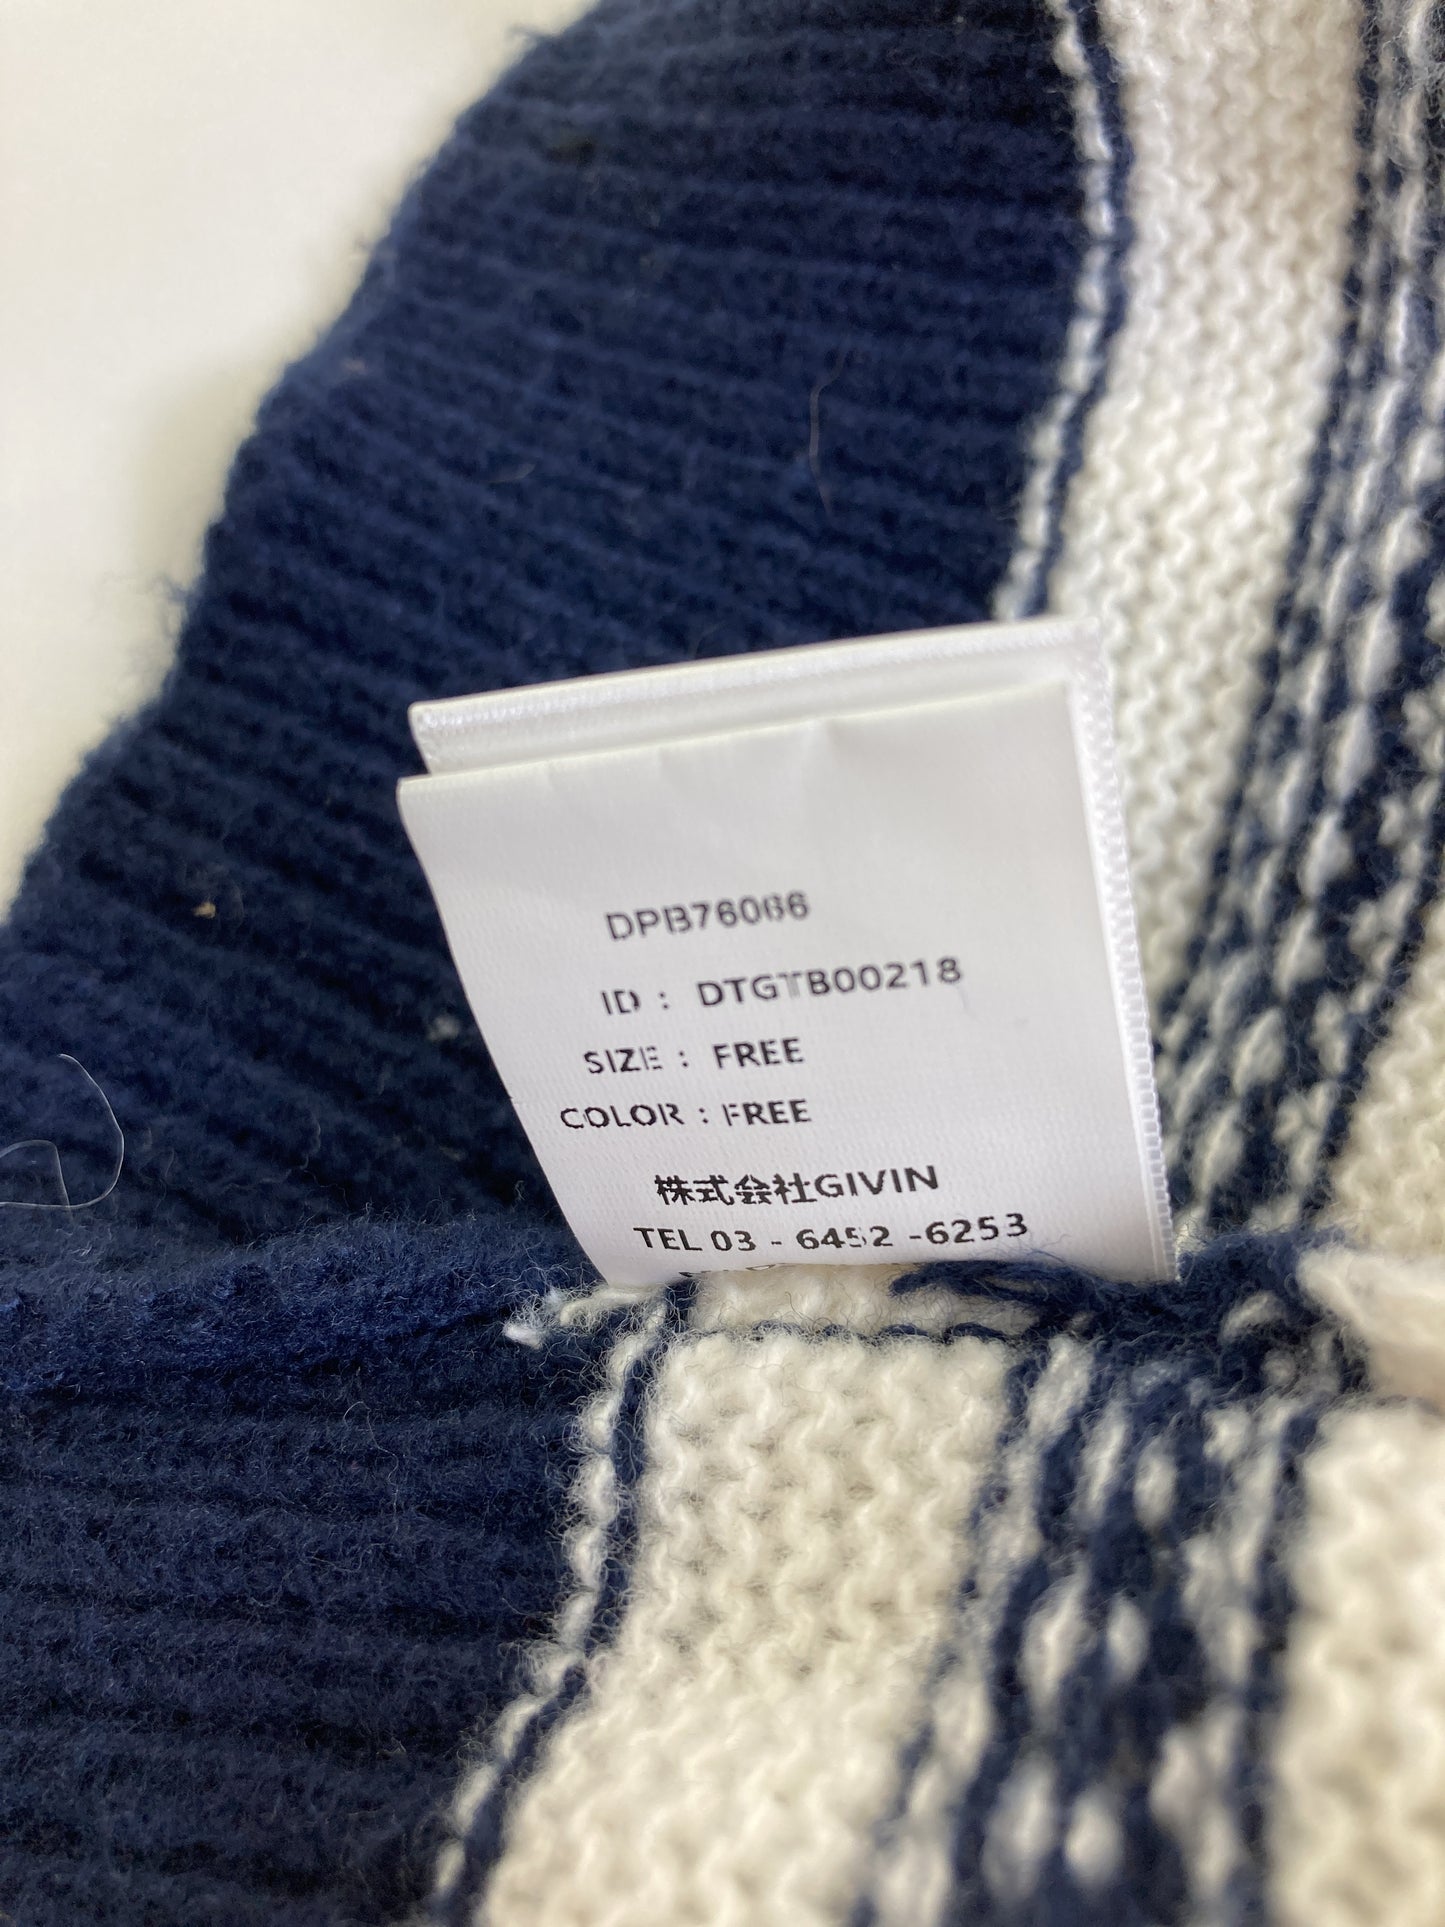 DPB76066
ID : DTGTB00218
SIZE : FREE
COLOR : FREE
株式会社GIVIN
TEL 03 - 6452 -6253